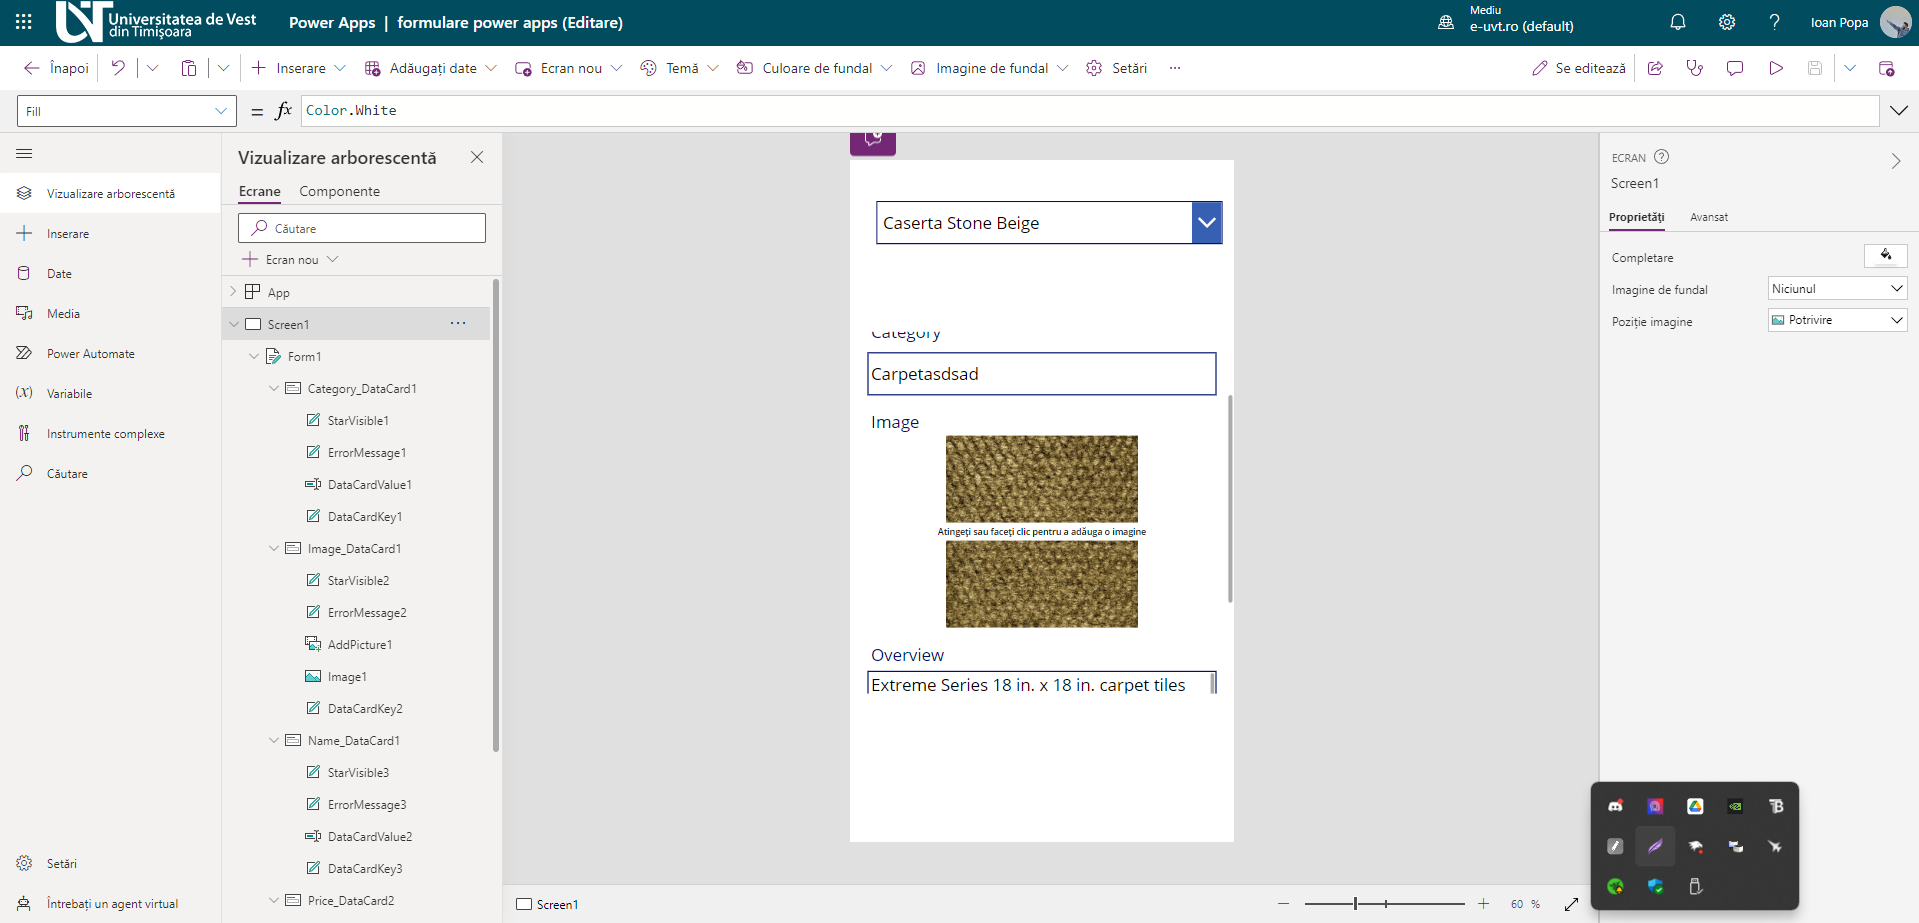 Universitatea de Vest
din Timișoara
Power Apps | formulare power apps (Editare)
Mediu
e-uvt.ro (default)
Ioan Popa
Înapoi
Inserare
Adăugați date
Ecran nou
Temă
Culoare de fundal
Imagine de fundal
Setări
Se editează
Fill
= fx
Color.White
Vizualizare arborescentă
Inserare
Date
Media
Power Automate
(x) Variabile
Instrumente complexe
Căutare
Setări
Întrebați un agent virtual
Vizualizare arborescentă
Ecrane
Componente
Căutare
Ecran nou
App
Screen1
Form1
Category_DataCard1
StarVisible1
ErrorMessage1
DataCardValue1
DataCardKey1
Image_DataCard1
StarVisible2
ErrorMessage2
AddPicture1
Image1
DataCardKey2
Name_DataCard1
StarVisible3
ErrorMessage3
DataCardValue2
DataCardKey3
Price_DataCard2
Caserta Stone Beige
Category
Carpetasdsad
Image
Atingeți sau faceți clic pentru a adăuga o imagine
Overview
Extreme Series 18 in. x 18 in. carpet tiles
Screen1
60 %
ECRAN
Screen1
Proprietăți
Avansat
Completare
Imagine de fundal
Niciunul
Poziție imagine
Potrivire